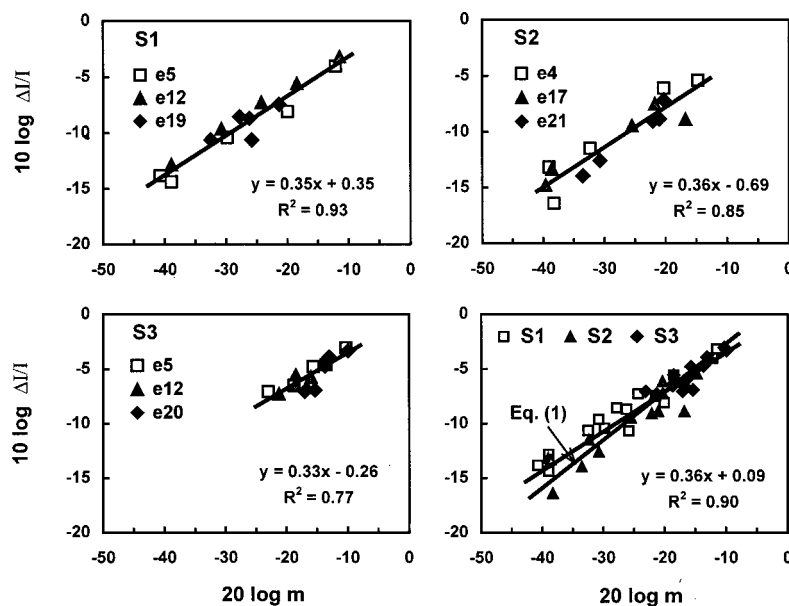 S1
e5
e12
e19
y = 0.35x + 0.35
R² = 0.93
10 log ΔI/I
0
-5
-10
-15
-20
-50 -40 -30 -20 -10 0
S2
e4
e17
e21
y = 0.36x - 0.69
R² = 0.85
0
-5
-10
-15
-20
-50 -40 -30 -20 -10 0
S3
e5
e12
e20
y = 0.33x - 0.26
R² = 0.77
10 log ΔI/I
0
-5
-10
-15
-20
-50 -40 -30 -20 -10 0
20 log m
S1 S2 S3
Eq. (1)
y = 0.36x + 0.09
R² = 0.90
0
-5
-10
-15
-20
-50 -40 -30 -20 -10 0
20 log m